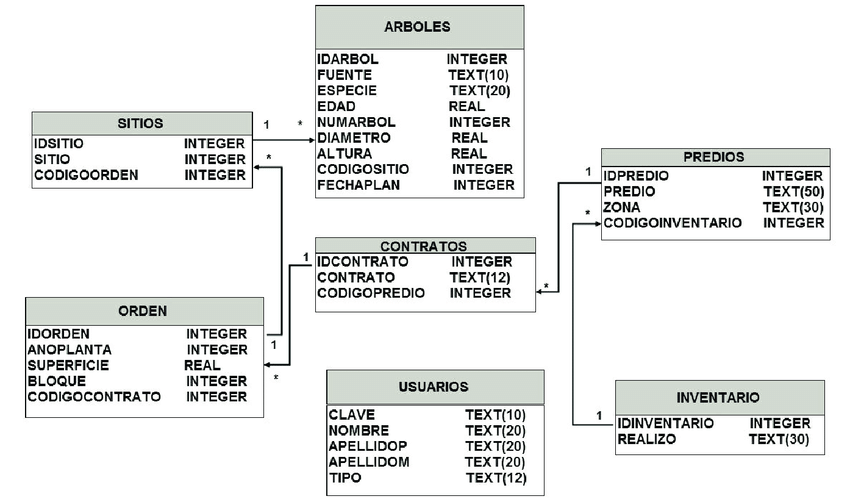 ARBOLES
IDARBOL INTEGER
FUENTE TEXT(10)
ESPECIE TEXT(20)
EDAD REAL
NUMARBOL INTEGER
DIAMETRO REAL
ALTURA REAL
CODIGOSITIO INTEGER
FECHAPLAN INTEGER
SITIOS
IDSITIO INTEGER
SITIO INTEGER
CODIGOORDEN INTEGER
1 *
*
PREDIOS
IDPREDIO INTEGER
PREDIO TEXT(50)
ZONA TEXT(30)
CODIGOINVENTARIO INTEGER
1
*
CONTRATOS
IDCONTRATO INTEGER
CONTRATO TEXT(12)
CODIGOPREDIO INTEGER
1
*
ORDEN
IDORDEN INTEGER
ANOPLANTA INTEGER
SUPERFICIE REAL
BLOQUE INTEGER
CODIGOCONTRATO INTEGER
1
*
USUARIOS
CLAVE TEXT(10)
NOMBRE TEXT(20)
APELLIDOP TEXT(20)
APELLIDOM TEXT(20)
TIPO TEXT(12)
INVENTARIO
IDINVENTARIO INTEGER
REALIZO TEXT(30)
1